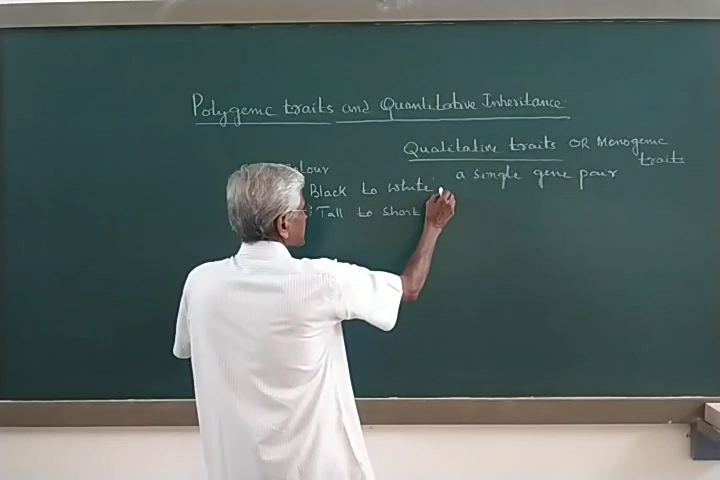 Polygenic traits and Quantitative Inheritance
Qualitative traits OR Monogenic
traits
a single gene pair
colour
Black to white
Tall to short